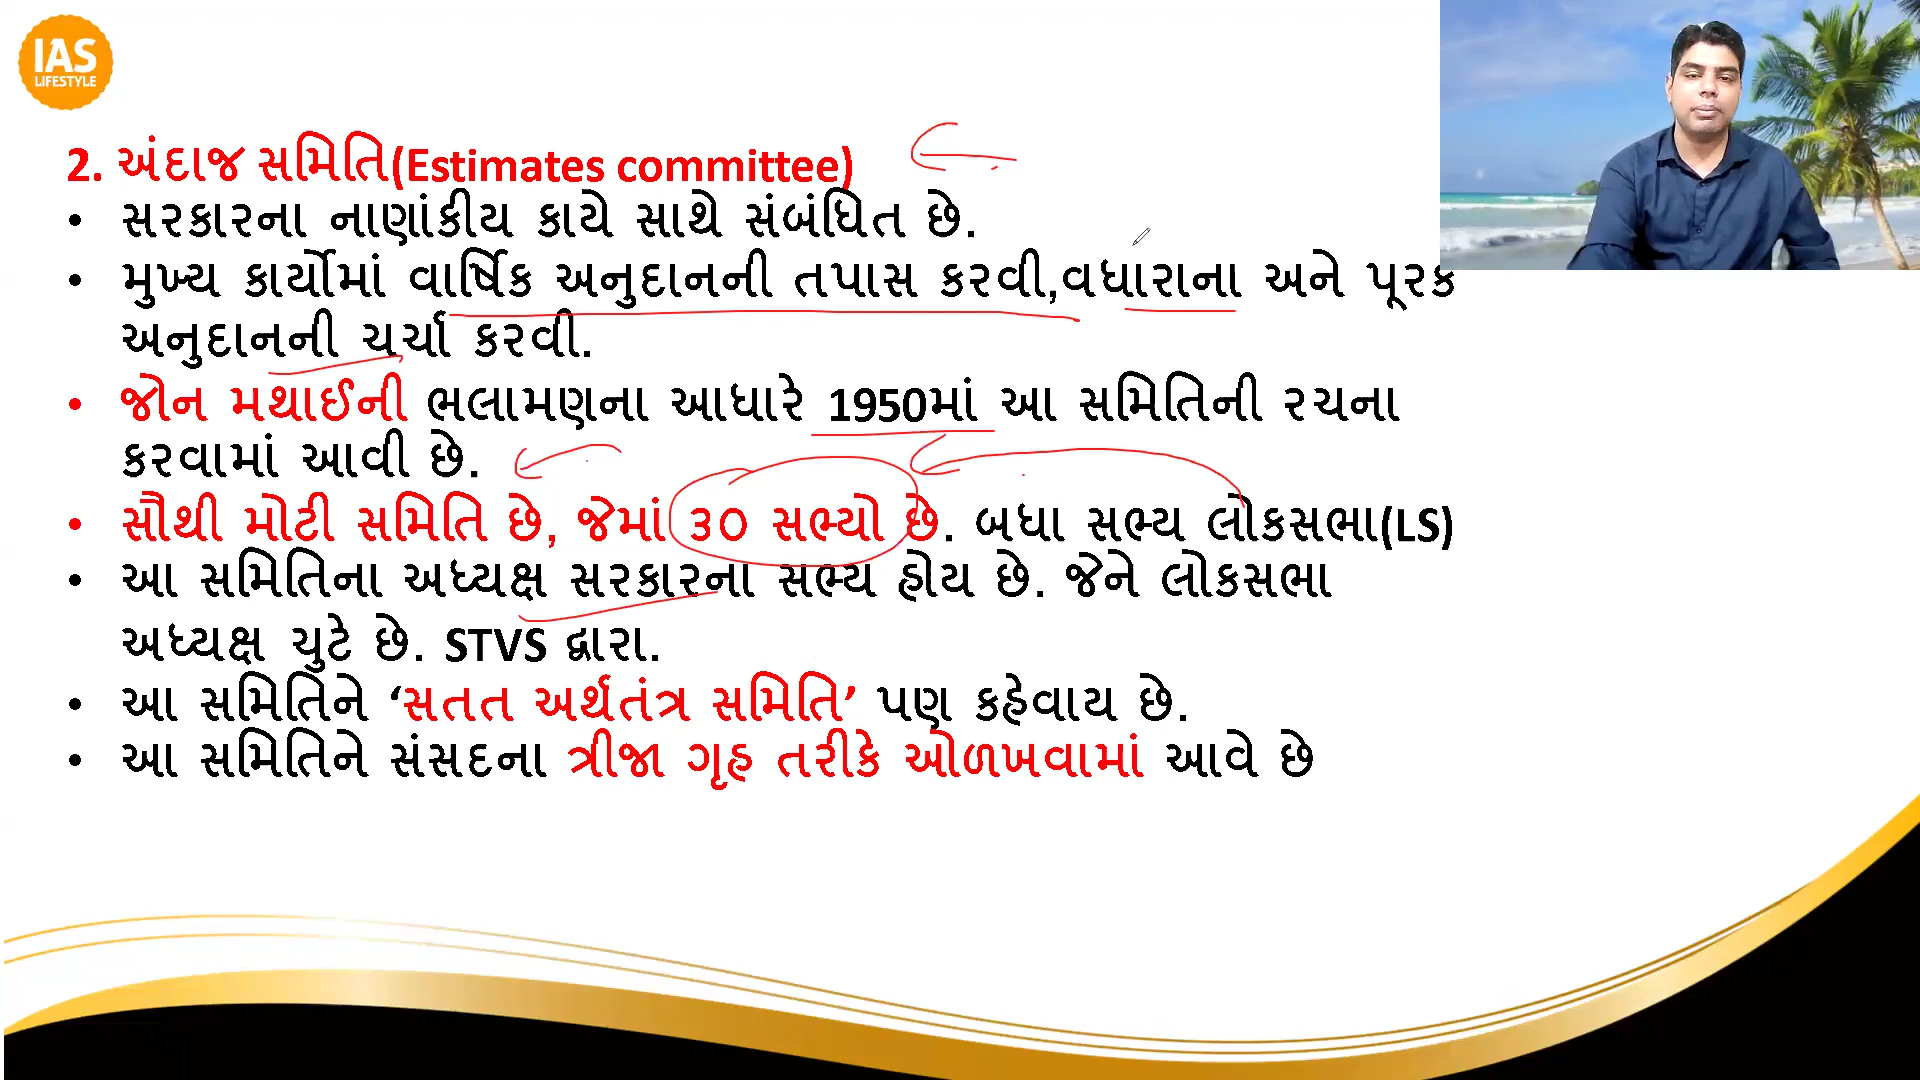 IAS
LIFESTYLE
2. અંદાજ સમિતિ(Estimates committee)
• સરકારના નાણાંકીય કાયે સાથે સંબંધિત છે.
• મુખ્ય કાર્યોમાં વાર્ષિક અનુદાનની તપાસ કરવી,વધારાના અને પૂરક
અનુદાનની ચર્ચા કરવી.
• જોન મથાઈની ભલામણના આધારે 1950માં આ સમિતિની રચના
કરવામાં આવી છે.
• સૌથી મોટી સમિતિ છે, જેમાં ૩૦ સભ્યો છે. બધા સભ્ય લોકસભા(LS)
• આ સમિતિના અધ્યક્ષ સરકારના સભ્ય હોય છે. જેને લોકસભા
અધ્યક્ષ ચુટે છે. STVS દ્વારા.
• આ સમિતિને ‘સતત અર્થતંત્ર સમિતિ’ પણ કહેવાય છે.
• આ સમિતિને સંસદના ત્રીજા ગૃહ તરીકે ઓળખવામાં આવે છે